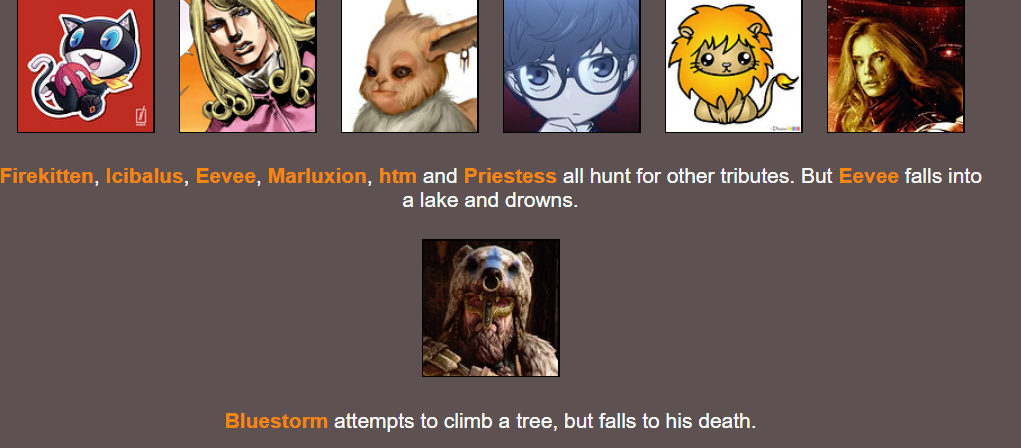 Firekitten, Icibalus, Eevee, Marluxion, htm and Priestess all hunt for other tributes. But Eevee falls into
a lake and drowns.
Bluestorm attempts to climb a tree, but falls to his death.